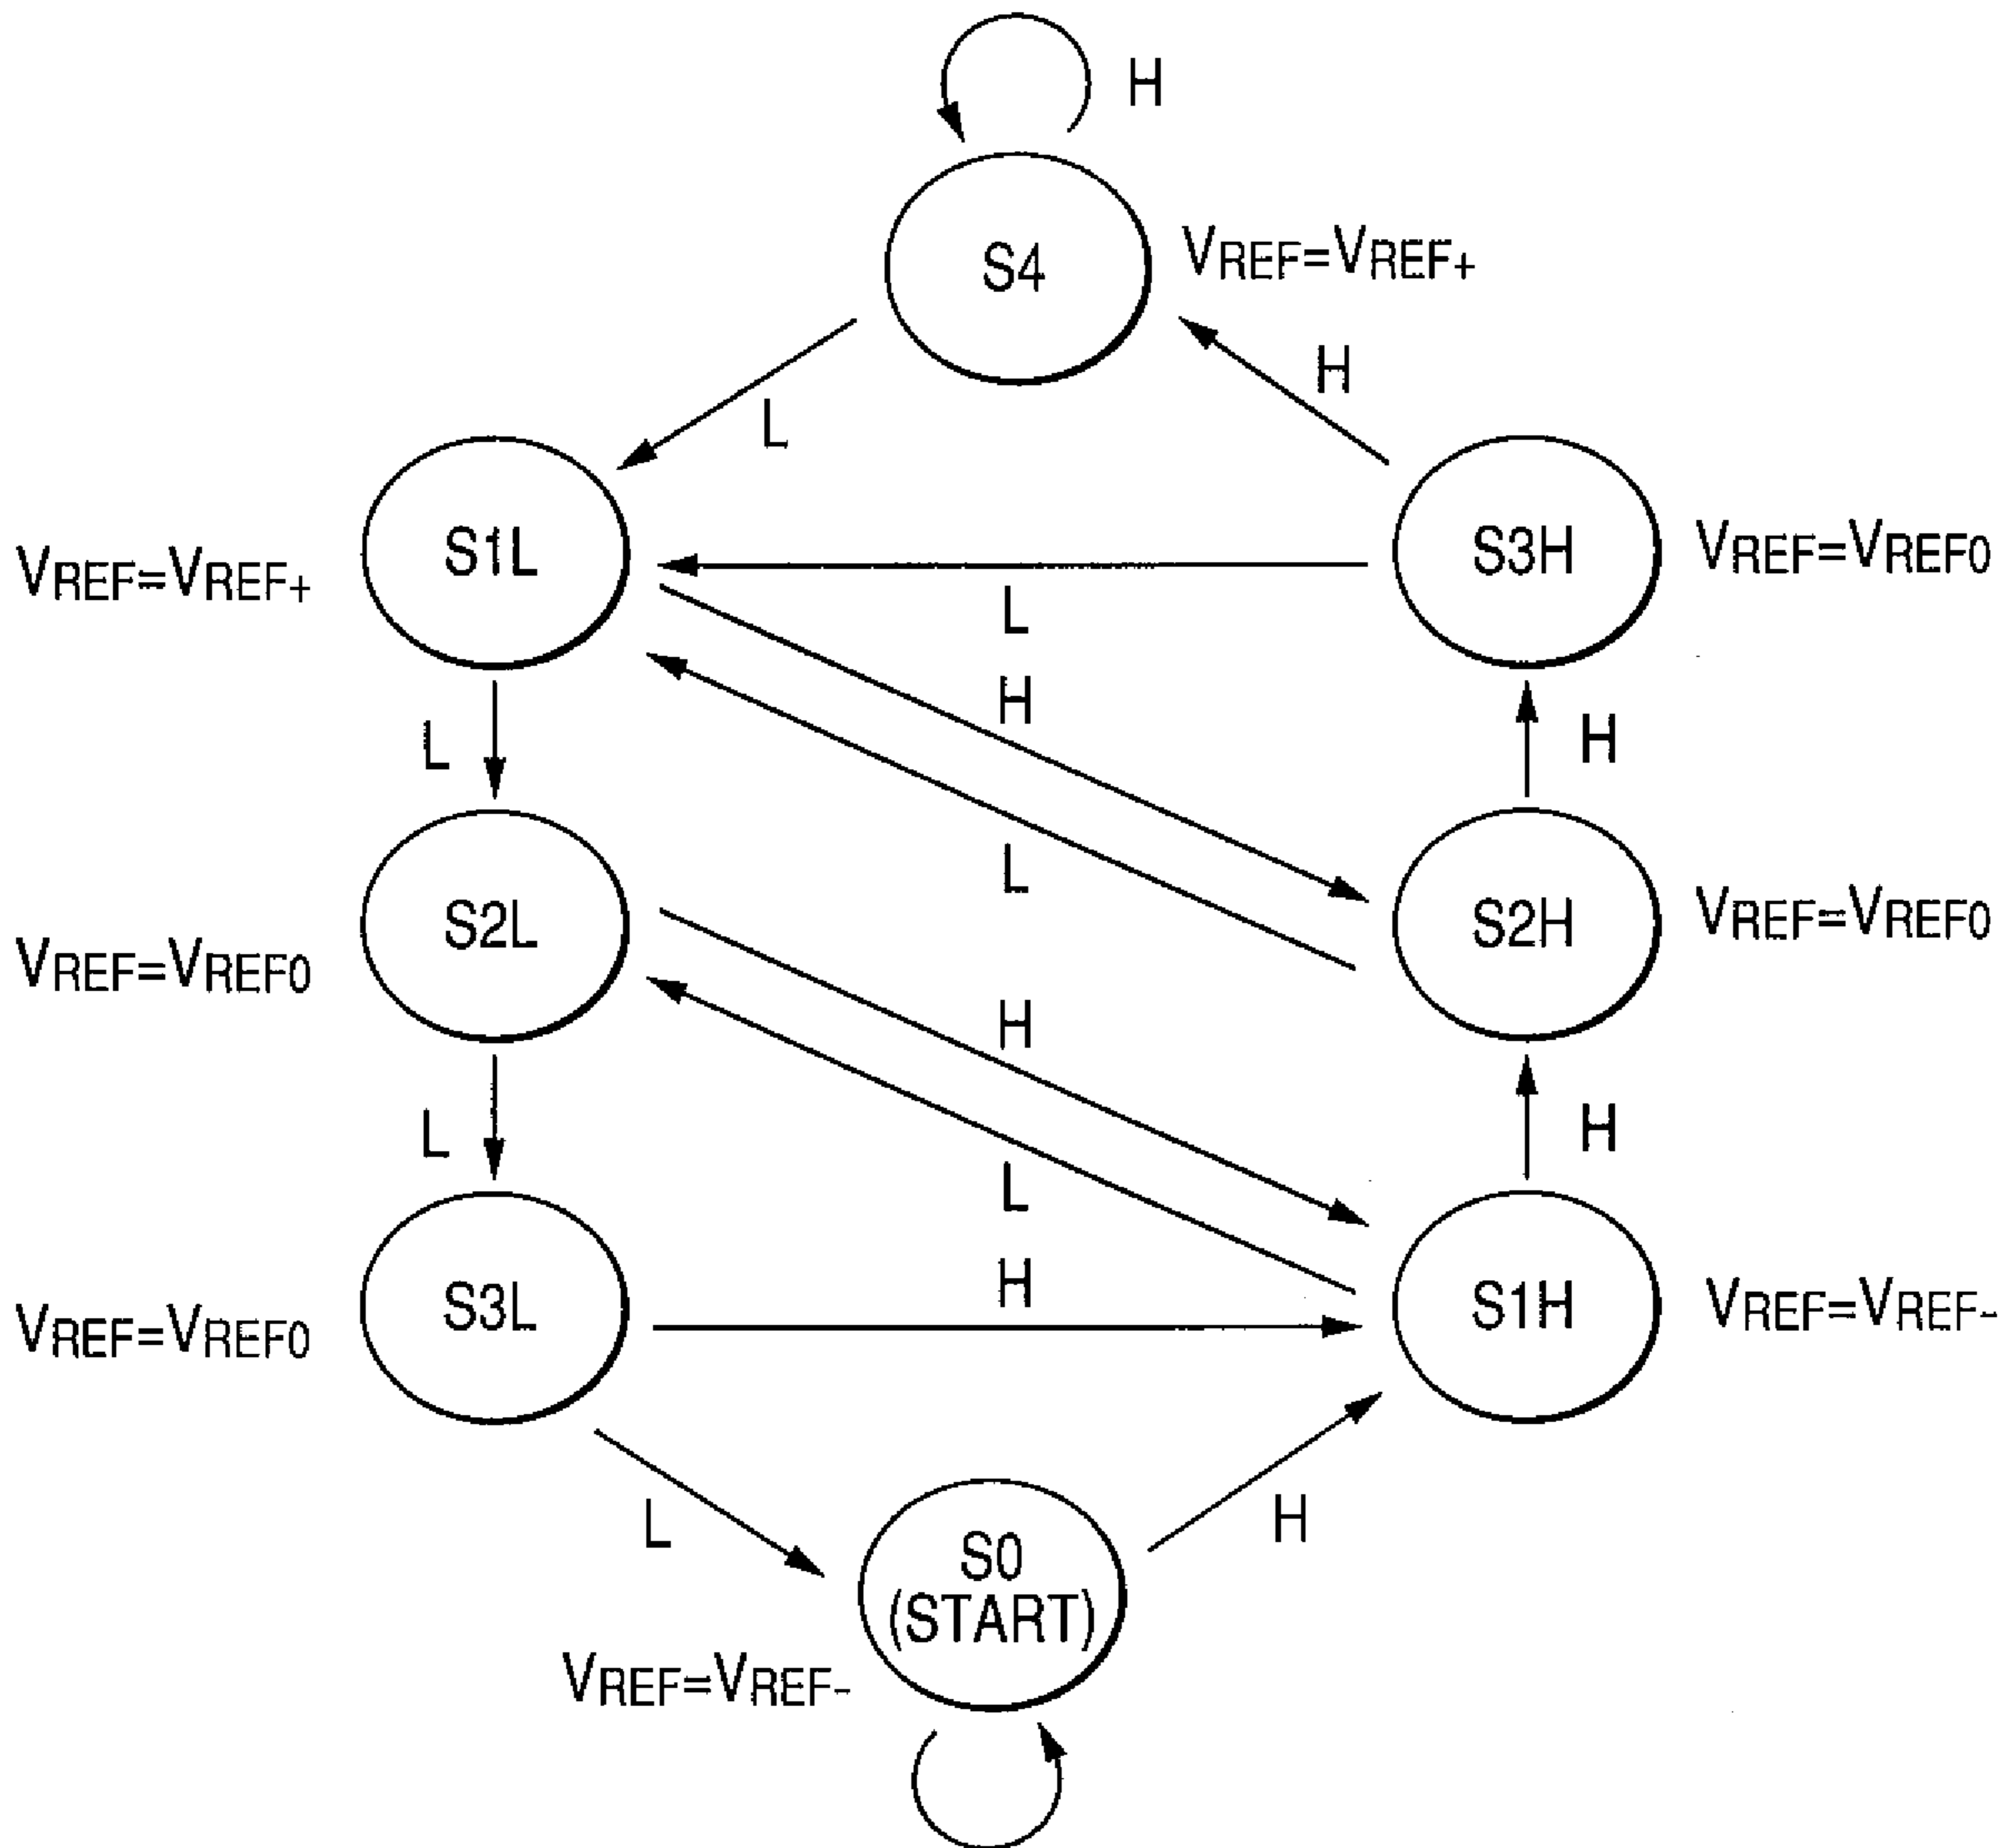 H
S4
VREF=VREF+
H
L
S1L
S3H
VREF=VREF+
VREF=VREF0
L
H
L
H
L
S2L
S2H
VREF=VREF0
VREF=VREF0
H
L
H
L
H
S3L
S1H
VREF=VREF0
VREF=VREF-
L
H
S0
(START)
VREF=VREF-